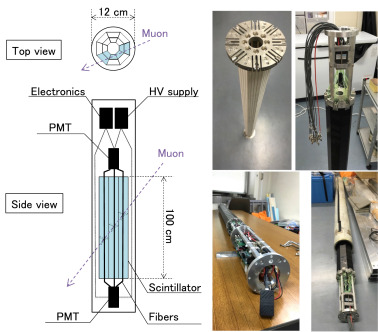 12 cm
Top view
Muon
Electronics
HV supply
PMT
Muon
Side view
100 cm
Scintillator
PMT
Fibers